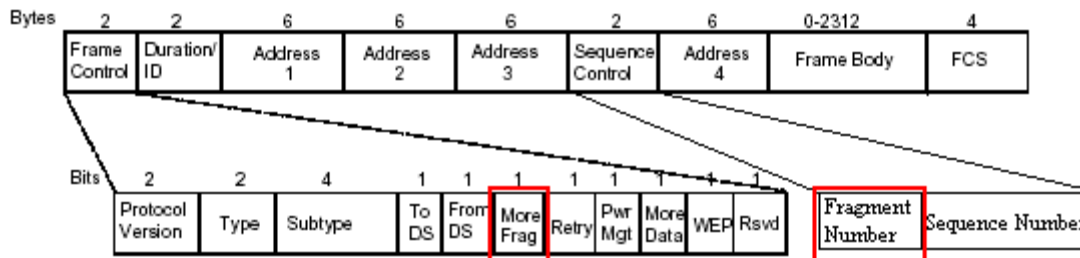 Bytes 2 2 6 6 6 2 6 0-2312 4
Frame Control
Duration/ ID
Address 1
Address 2
Address 3
Sequence Control
Address 4
Frame Body
FCS
Bits 2 2 4 1 1 1 1 1 1 1 1
Protocol Version
Type
Subtype
To DS
From DS
More Frag
Retry
Pwr Mgt
More Data
WEP
Rsvd
Fragment Number
Sequence Number